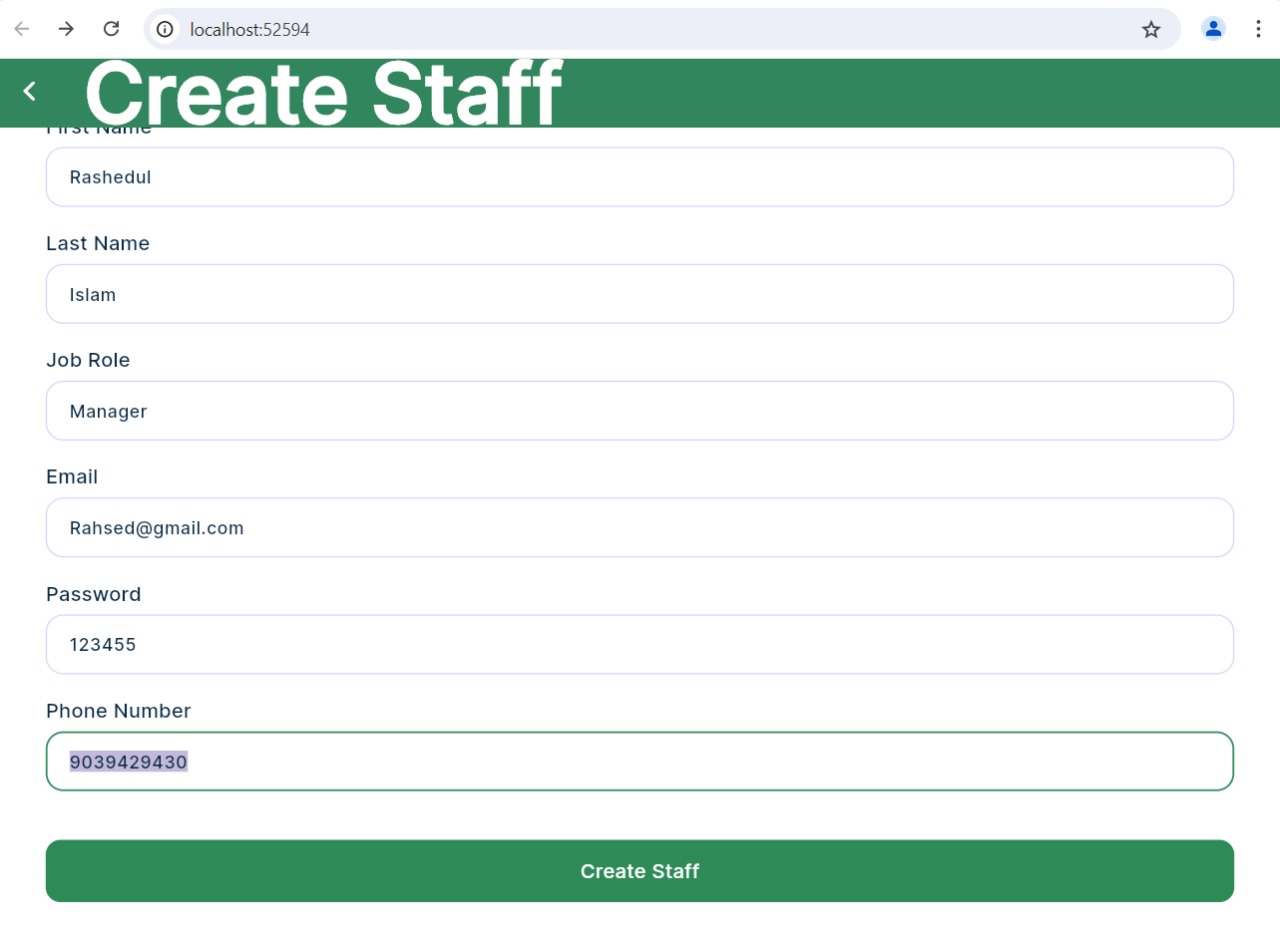 localhost:52594
Create Staff
First Name
Rashedul
Last Name
Islam
Job Role
Manager
Email
Rahsed@gmail.com
Password
123455
Phone Number
9039429430
Create Staff